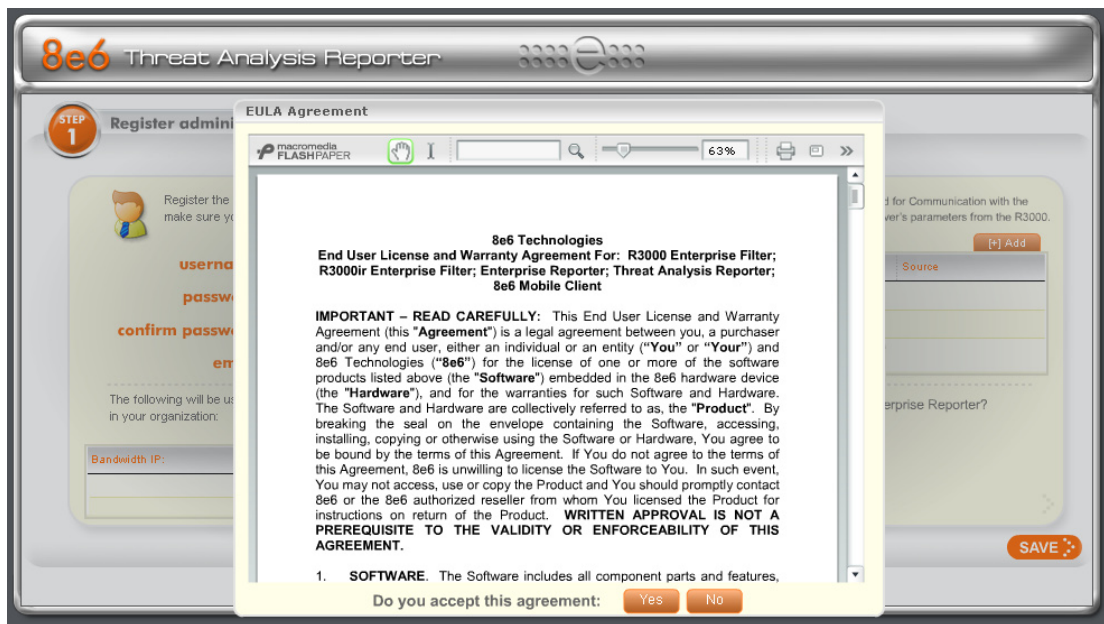 8e6 Threat Analysis Reporter
STEP
1
Register admini
EULA Agreement
macromedia
FLASHPAPER
63%
Register the
make sure yo
userna
passw
confirm passw
em
The following will be us
in your organization:
Bandwidth IP:
8e6 Technologies
End User License and Warranty Agreement For:  R3000 Enterprise Filter;
R3000ir Enterprise Filter; Enterprise Reporter; Threat Analysis Reporter;
8e6 Mobile Client
IMPORTANT – READ CAREFULLY:  This End User License and Warranty
Agreement (this "Agreement") is a legal agreement between you, a purchaser
and/or any end user, either an individual or an entity (“You” or “Your”) and
8e6 Technologies (“8e6”) for the license of one or more of the software
products listed above (the "Software") embedded in the 8e6 hardware device
(the "Hardware"), and for the warranties for such Software and Hardware.
The Software and Hardware are collectively referred to as, the "Product".  By
breaking the seal on the envelope containing the Software, accessing,
installing, copying or otherwise using the Software or Hardware, You agree to
be bound by the terms of this Agreement.  If You do not agree to the terms of
this Agreement, 8e6 is unwilling to license the Software to You.  In such event,
You may not access, use or copy the Product and You should promptly contact
8e6 or the 8e6 authorized reseller from whom You licensed the Product for
instructions on return of the Product.  WRITTEN APPROVAL IS NOT A
PREREQUISITE TO THE VALIDITY OR ENFORCEABILITY OF THIS
AGREEMENT.
1. SOFTWARE.  The Software includes all component parts and features,
Do you accept this agreement:
Yes
No
d for Communication with the
ver's parameters from the R3000.
[+] Add
Source
erprise Reporter?
SAVE